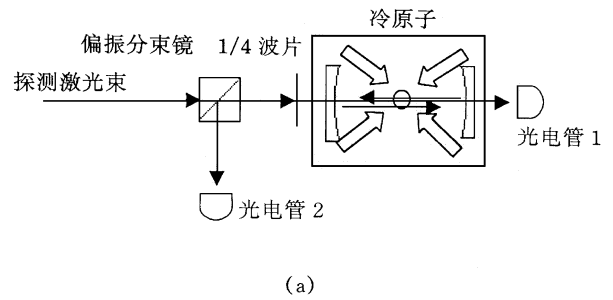 冷原子
偏振分束镜 1/4 波片
探测激光束
光电管 1
光电管 2
(a)